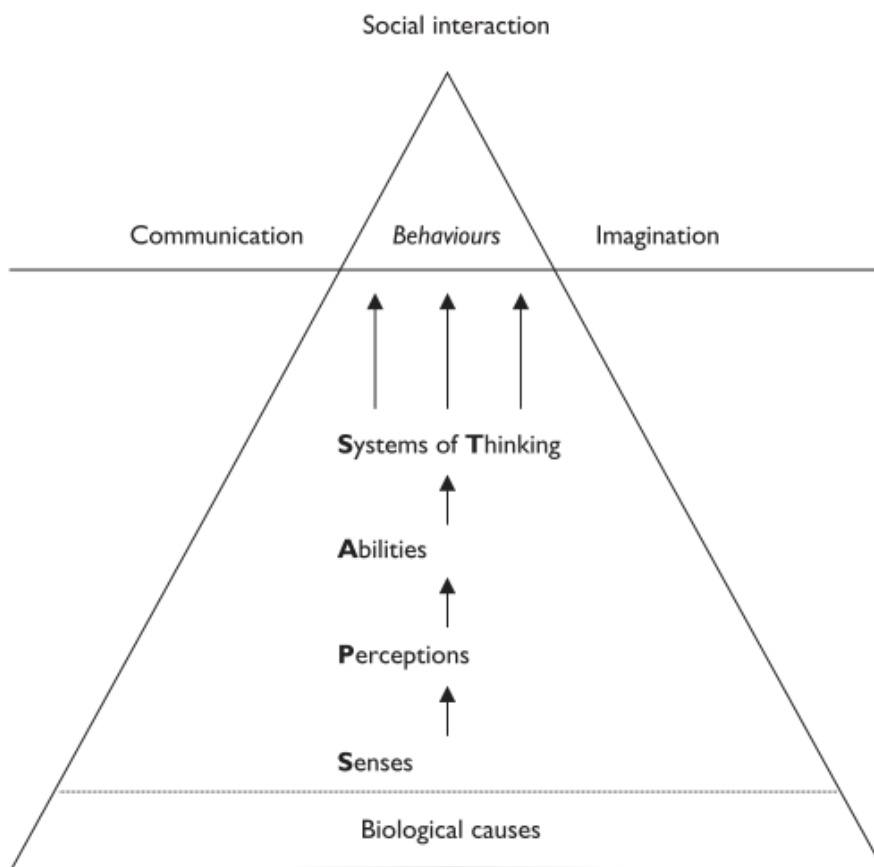 Social interaction
Communication Behaviours Imagination
Systems of Thinking
Abilities
Perceptions
Senses
Biological causes